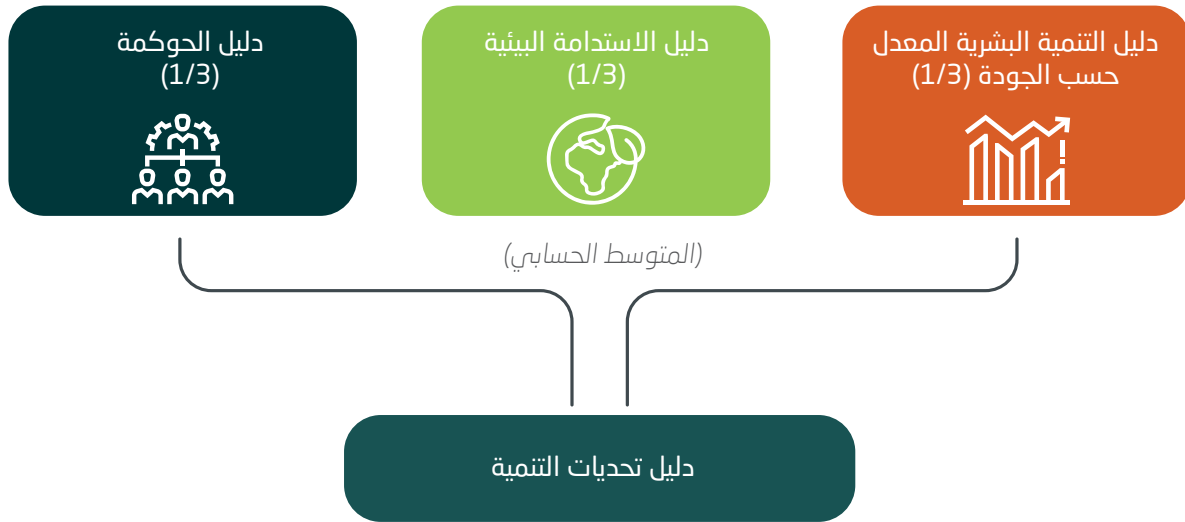 دليل التنمية البشرية المعدل
حسب الجودة (1/3)
دليل الاستدامة البيئية
(1/3)
دليل الحوكمة
(1/3)
(المتوسط الحسابي)
دليل تحديات التنمية